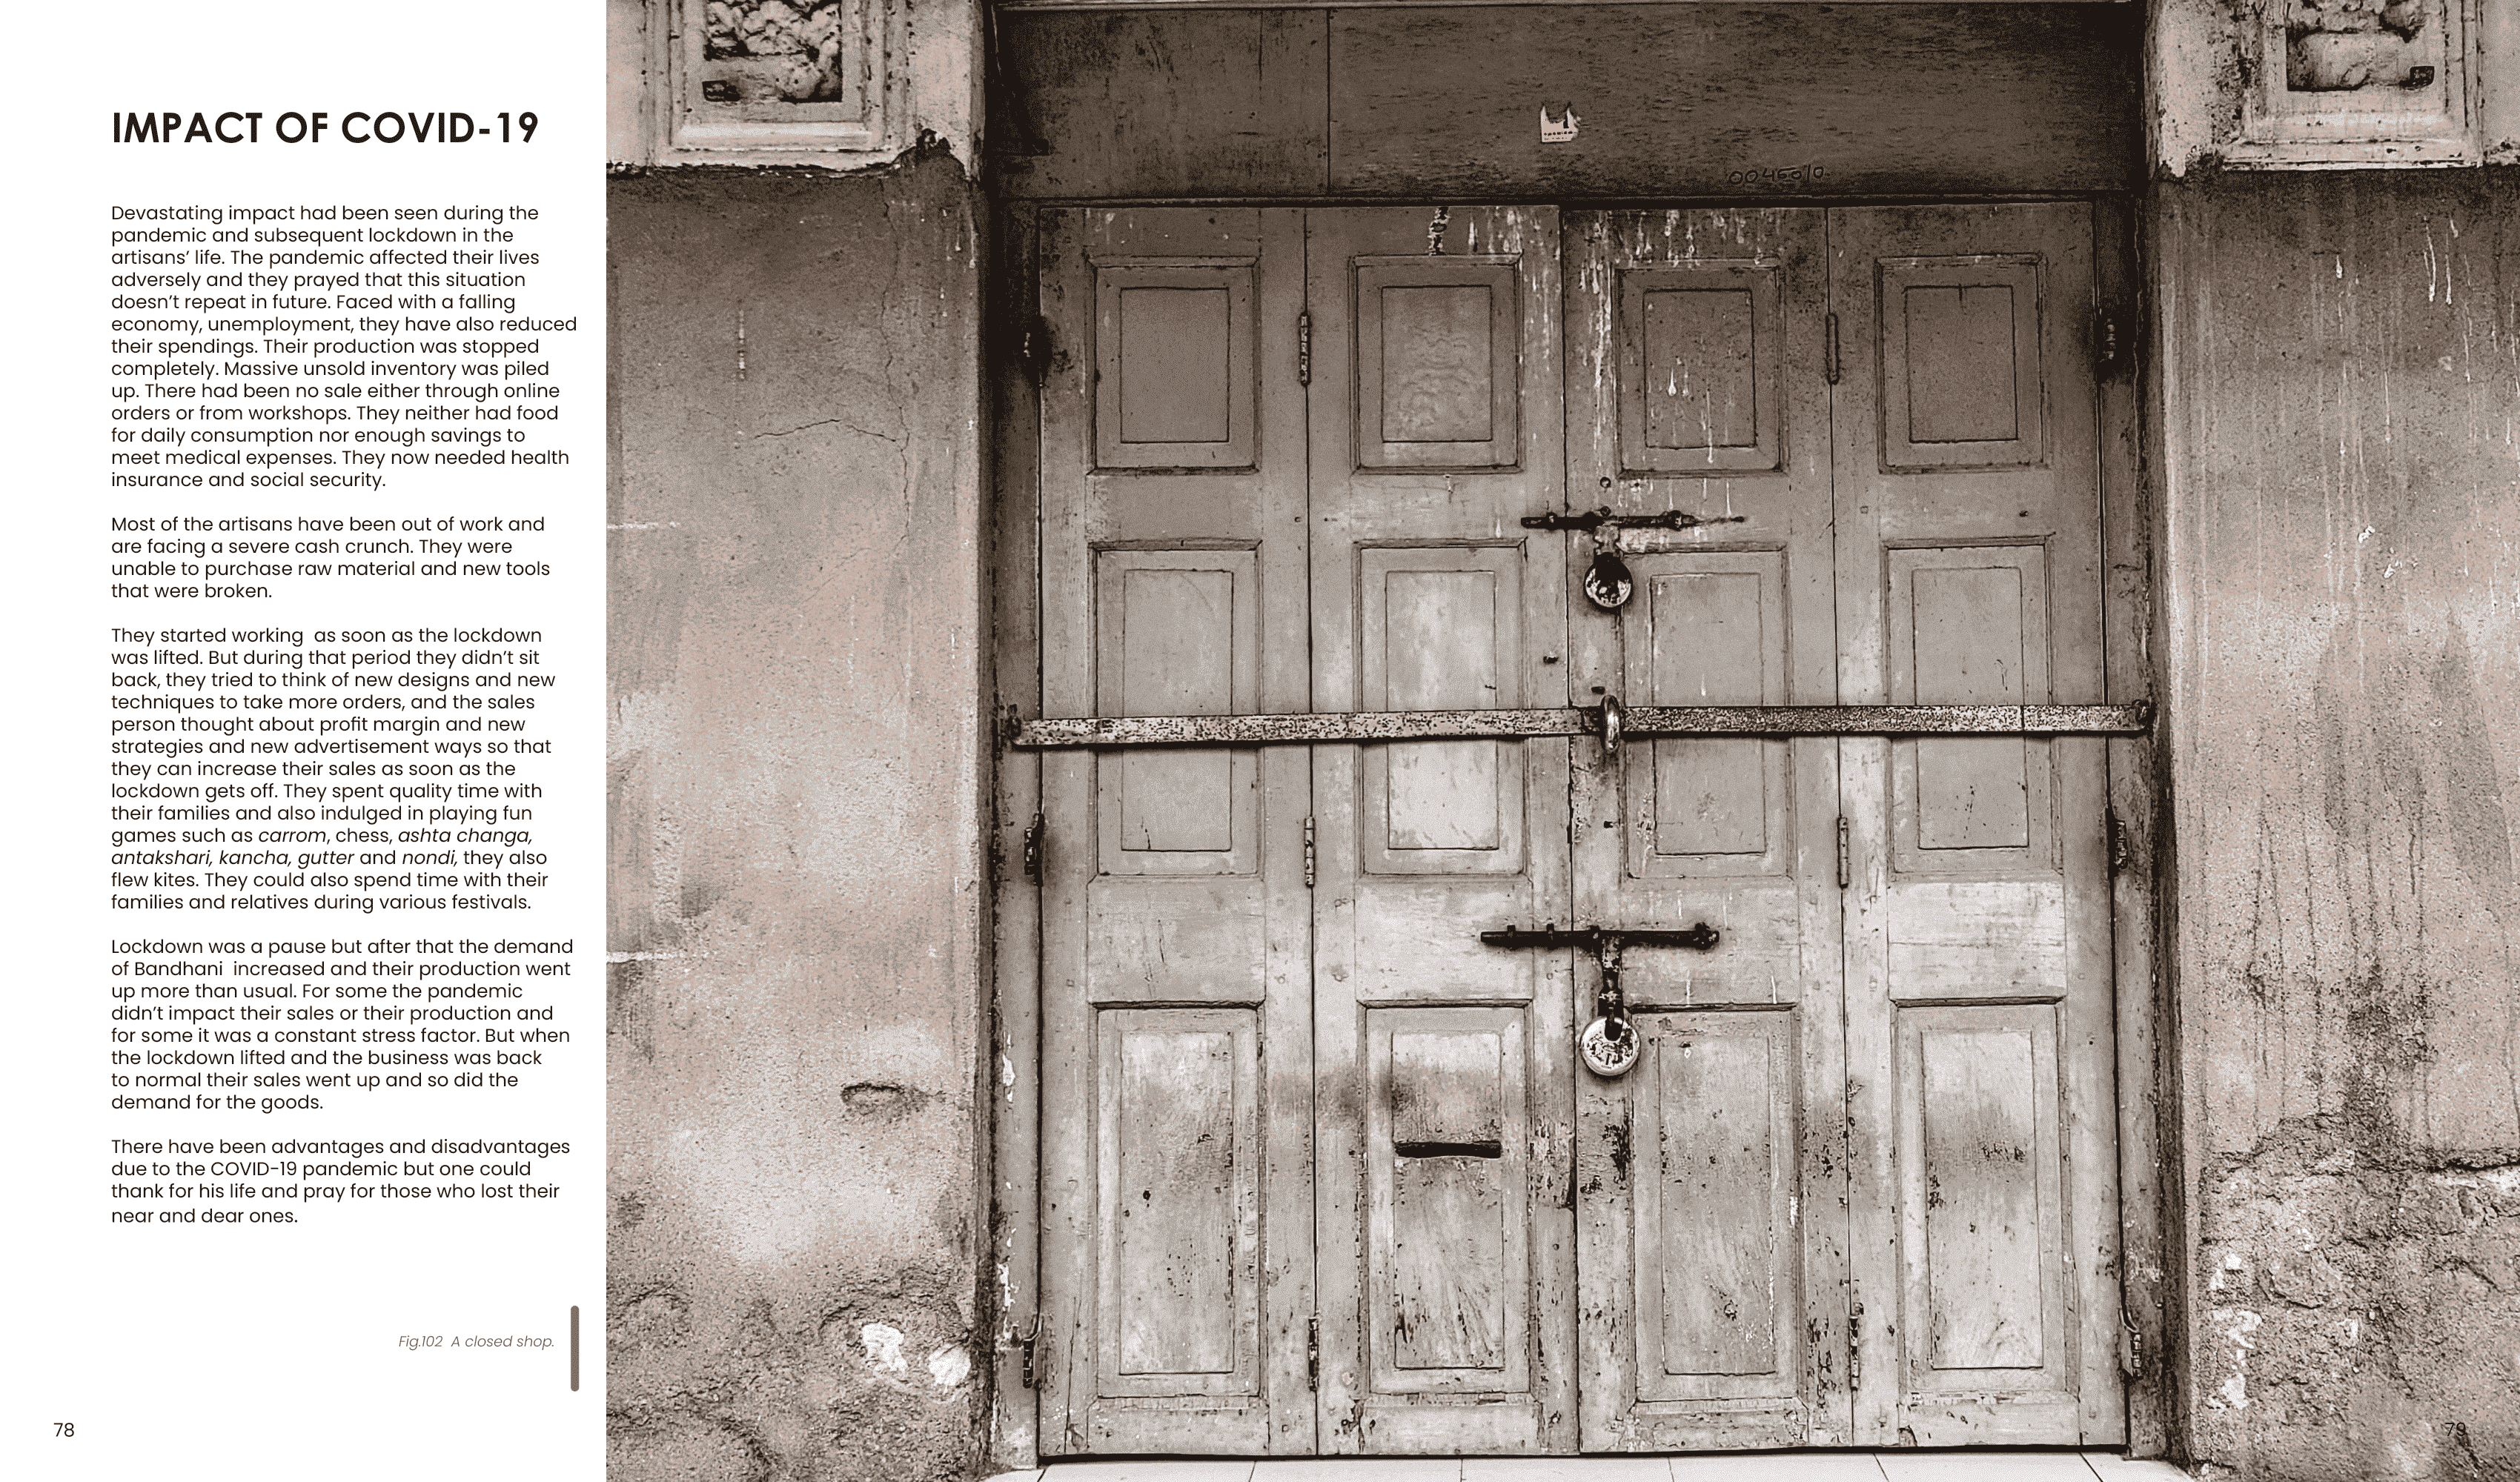 IMPACT OF COVID-19
Devastating impact had been seen during the
pandemic and subsequent lockdown in the
artisans’ life. The pandemic affected their lives
adversely and they prayed that this situation
doesn’t repeat in future. Faced with a falling
economy, unemployment, they have also reduced
their spendings. Their production was stopped
completely. Massive unsold inventory was piled
up. There had been no sale either through online
orders or from workshops. They neither had food
for daily consumption nor enough savings to
meet medical expenses. They now needed health
insurance and social security.
Most of the artisans have been out of work and
are facing a severe cash crunch. They were
unable to purchase raw material and new tools
that were broken.
They started working  as soon as the lockdown
was lifted. But during that period they didn’t sit
back, they tried to think of new designs and new
techniques to take more orders, and the sales
person thought about profit margin and new
strategies and new advertisement ways so that
they can increase their sales as soon as the
lockdown gets off. They spent quality time with
their families and also indulged in playing fun
games such as carrom, chess, ashta changa,
antakshari, kancha, gutter and nondi, they also
flew kites. They could also spend time with their
families and relatives during various festivals.
Lockdown was a pause but after that the demand
of Bandhani  increased and their production went
up more than usual. For some the pandemic
didn’t impact their sales or their production and
for some it was a constant stress factor. But when
the lockdown lifted and the business was back
to normal their sales went up and so did the
demand for the goods.
There have been advantages and disadvantages
due to the COVID-19 pandemic but one could
thank for his life and pray for those who lost their
near and dear ones.
Fig.102  A closed shop.
78
79